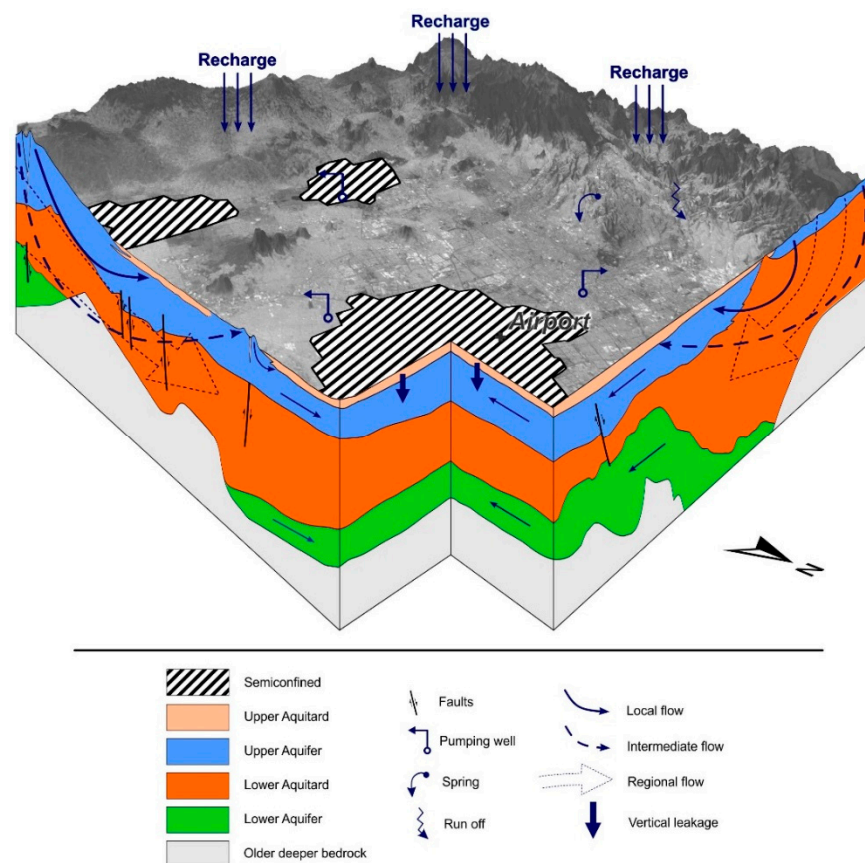 Recharge
Recharge
Recharge
Airport
N
Semiconfined
Upper Aquitard
Upper Aquifer
Lower Aquitard
Lower Aquifer
Older deeper bedrock
Faults
Pumping well
Spring
Run off
Local flow
Intermediate flow
Regional flow
Vertical leakage